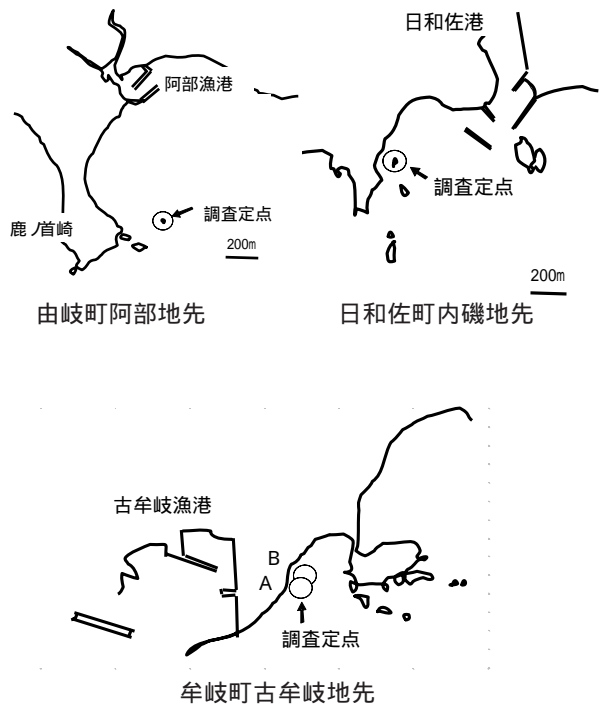 阿部漁港
調査定点
鹿ノ首崎
200m
由岐町阿部地先
日和佐港
調査定点
200m
日和佐町内磯地先
古牟岐漁港
B
A
調査定点
牟岐町古牟岐地先